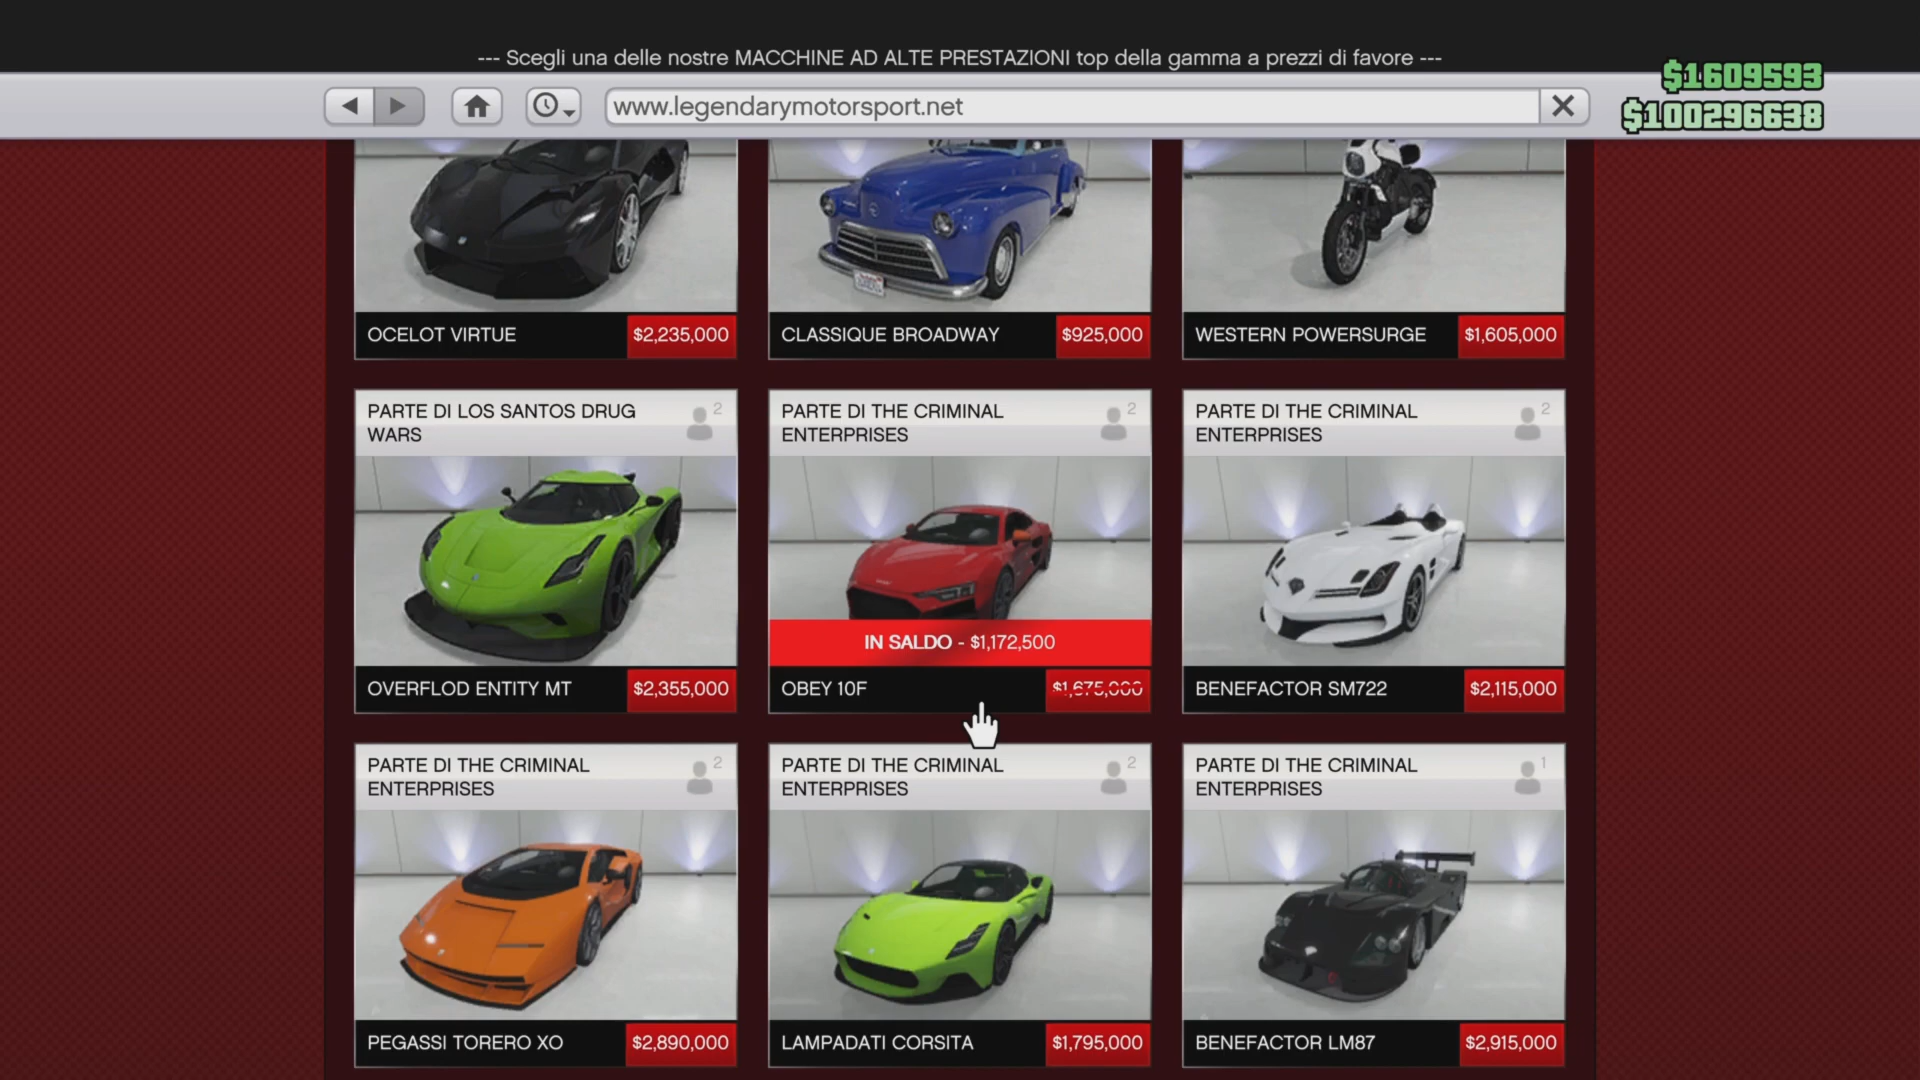 --- Scegli una delle nostre MACCHINE AD ALTE PRESTAZIONI top della gamma a prezzi di favore ---
$1609593
www.legendarymotorsport.net
$100296638
OCELOT VIRTUE $2,235,000
CLASSIQUE BROADWAY $925,000
WESTERN POWERSURGE $1,605,000
PARTE DI LOS SANTOS DRUG
WARS
2
PARTE DI THE CRIMINAL
ENTERPRISES
2
PARTE DI THE CRIMINAL
ENTERPRISES
2
IN SALDO - $1,172,500
OVERFLOD ENTITY MT $2,355,000
OBEY 10F $1,675,000
BENEFACTOR SM722 $2,115,000
PARTE DI THE CRIMINAL
ENTERPRISES
2
PARTE DI THE CRIMINAL
ENTERPRISES
2
PARTE DI THE CRIMINAL
ENTERPRISES
1
PEGASSI TORERO XO $2,890,000
LAMPADATI CORSITA $1,795,000
BENEFACTOR LM87 $2,915,000